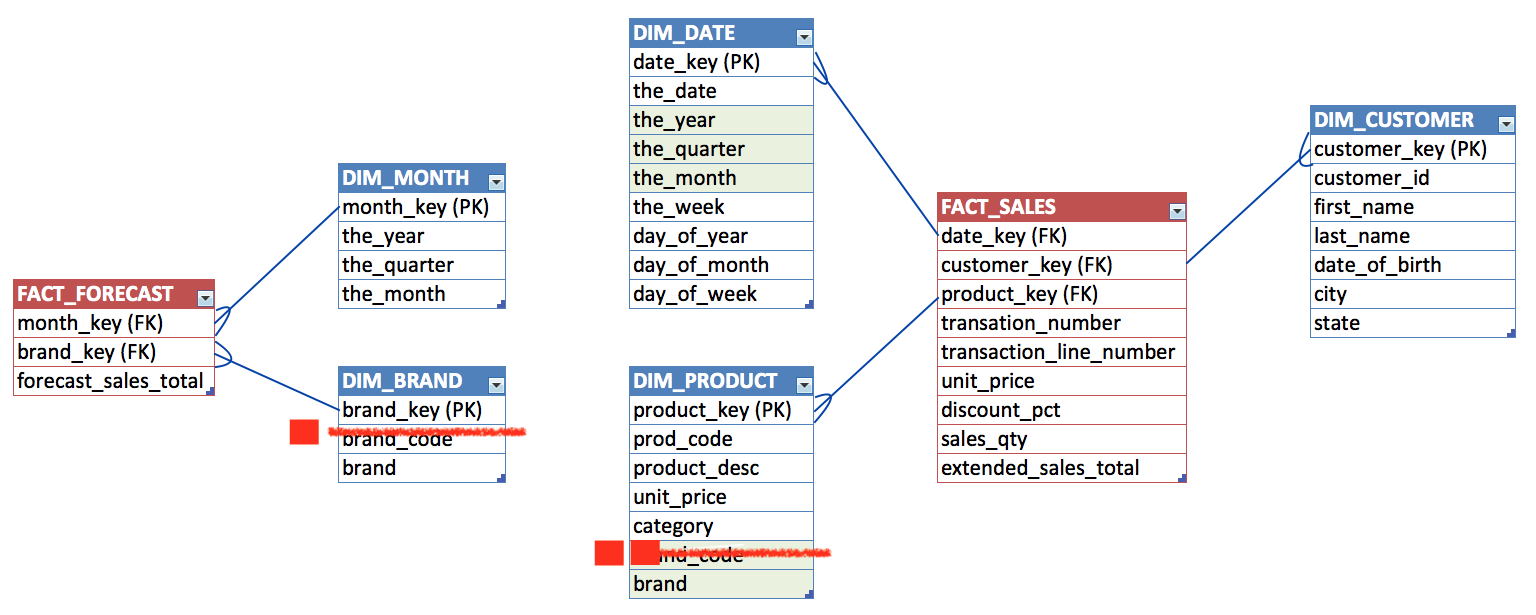 FACT_FORECAST
month_key (FK)
brand_key (FK)
forecast_sales_total
DIM_MONTH
month_key (PK)
the_year
the_quarter
the_month
DIM_BRAND
brand_key (PK)
brand_code
brand
DIM_DATE
date_key (PK)
the_date
the_year
the_quarter
the_month
the_week
day_of_year
day_of_month
day_of_week
DIM_PRODUCT
product_key (PK)
prod_code
product_desc
unit_price
category
brand
FACT_SALES
date_key (FK)
customer_key (FK)
product_key (FK)
transation_number
transaction_line_number
unit_price
discount_pct
sales_qty
extended_sales_total
DIM_CUSTOMER
customer_key (PK)
customer_id
first_name
last_name
date_of_birth
city
state